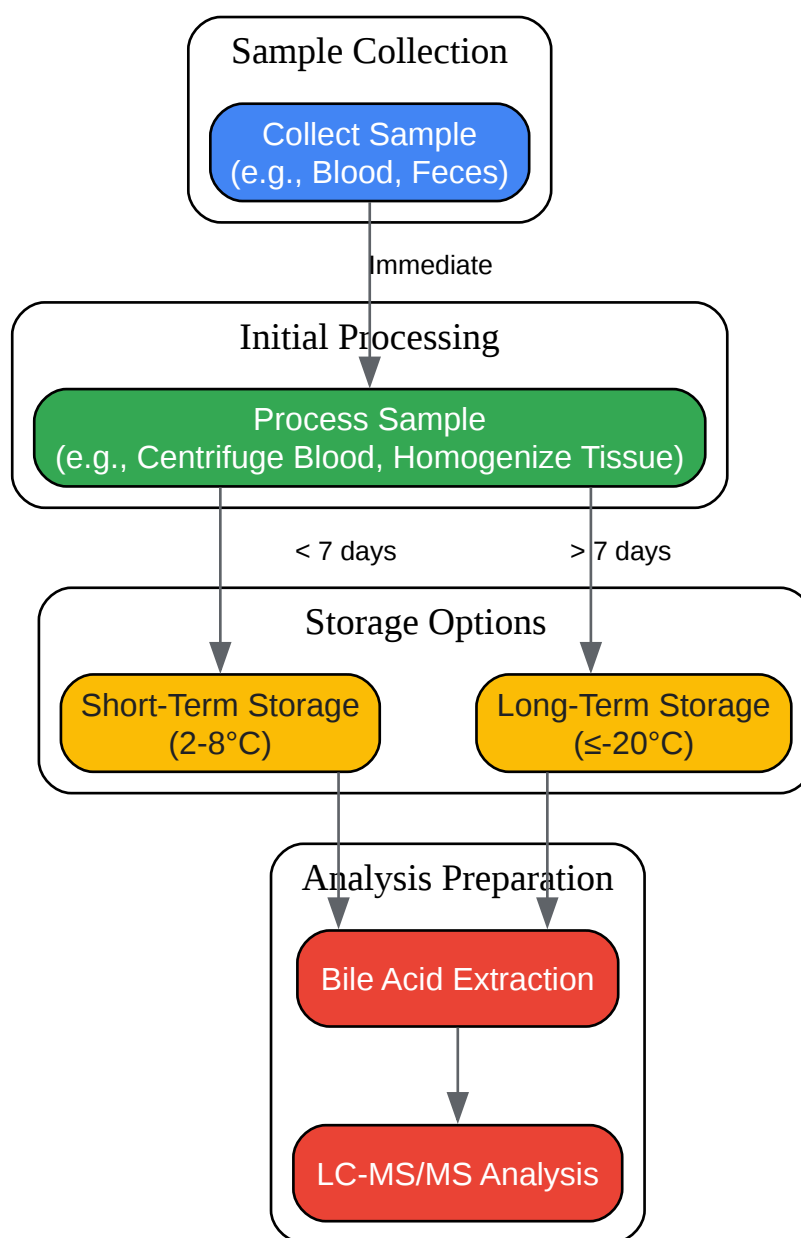 Sample Collection
Collect Sample
(e.g., Blood, Feces)
Immediate
Initial Processing
Process Sample
(e.g., Centrifuge Blood, Homogenize Tissue)
< 7 days
> 7 days
Storage Options
Short-Term Storage
(2-8°C)
Long-Term Storage
(≤-20°C)
Analysis Preparation
Bile Acid Extraction
LC-MS/MS Analysis